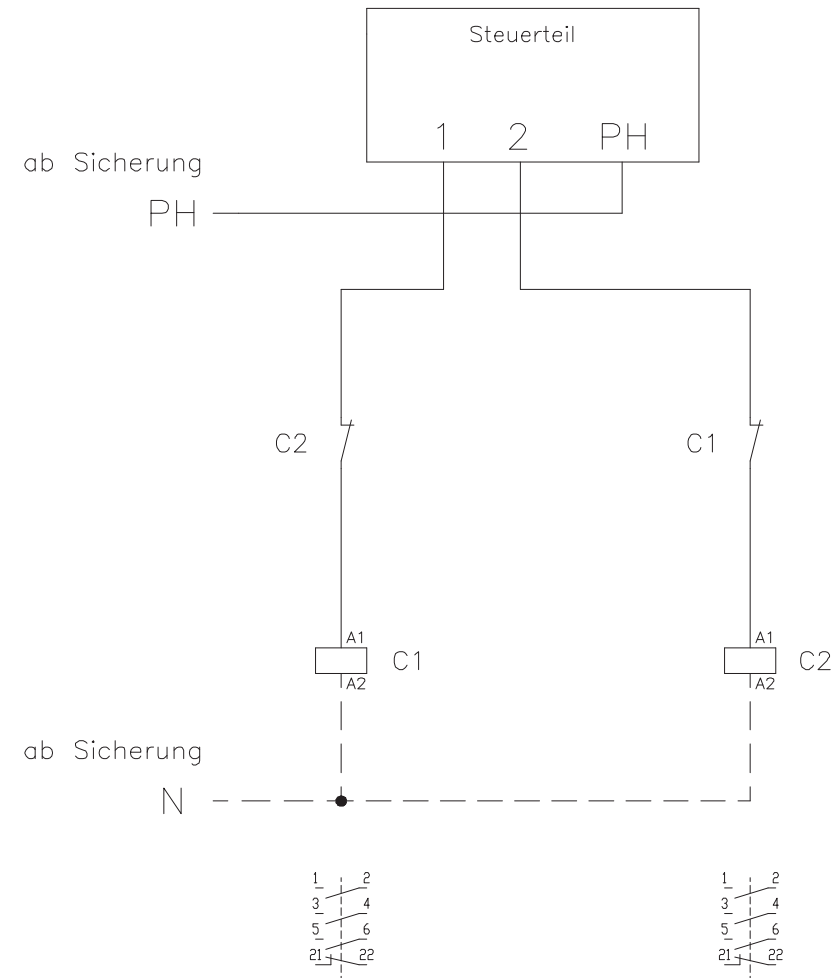 Steuerteil
1 2 PH
ab Sicherung
PH
C2 C1
A1 A1
C1 C2
A2 A2
ab Sicherung
N
1 2 1 2
3 4 3 4
5 6 5 6
21 22 21 22